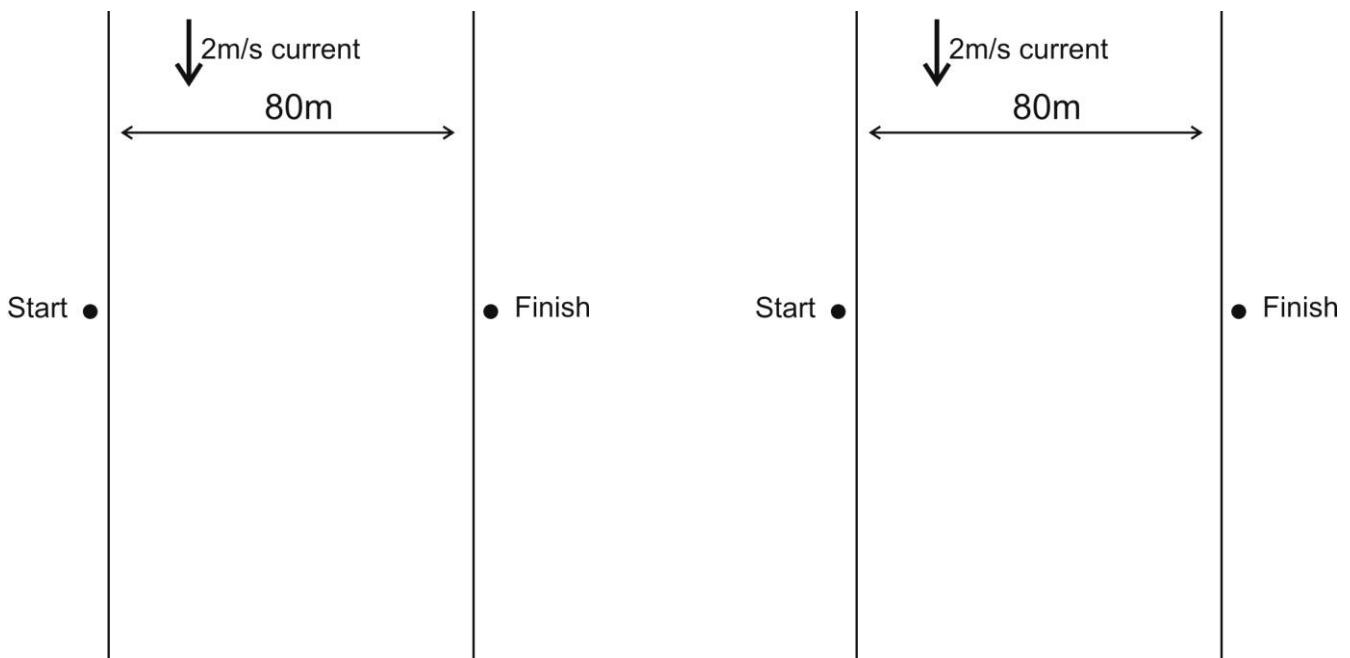 2m/s current
80m
Start
Finish
2m/s current
80m
Start
Finish